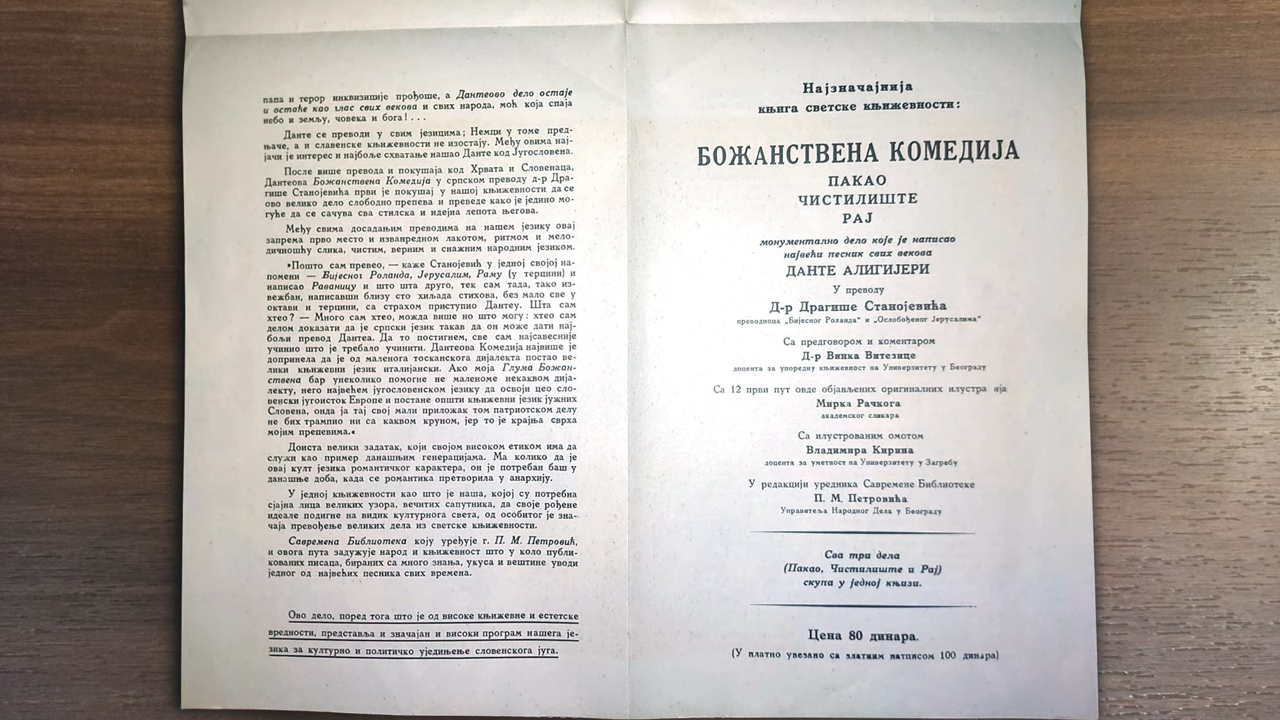 папа и терор инквизиције прођоше, а Дантеово дело остаје
и остаће као глас свих векова и свих народа, моћ која спаја
небо и земљу, човека и бога! . . .
Данте се преводи у свим језицима; Немци у томе пред-
њаче, а и славенске књижевности не изостају. Међу овима нај-
јачи је интерес и најбоље схватање нашао Данте код Југословена.
После више превода и покушаја код Хрвата и Словенаца,
Дантеова Божанствена Комедија у српском преводу д-р Дра-
гише Станојевића први је покушај у нашој књижевности да се
ово велико дело слободно препева и преведе како је једино мо-
гуће да се сачува сва стилска и идејна лепота његова.
Међу свима досадањим преводима на нашем језику овај
запрема прво место и изванредном лакотом, ритмом и мело-
дичношћу слика, чистим, верним и снажним народним језиком.
»Пошто сам превео, — каже Станојевић у једној својој на-
помени — Бијесног Роланда, Јерусалим, Раму (у терцини) и
написао Раваницу и што шта друго, тек сам тада, тако из-
вежбан, написавши близу сто хиљада стихова, без мало све у
октави и терцини, са страхом приступио Дантеу. Шта сам
хтео? — Много сам хтео, можда више но што могу: хтео сам
делом доказати да је српски језик такав да он може дати нај-
бољи превод Дантеа. Да то постигнем, све сам најсавесније
учинио што је требало учинити. Дантеова Комедија највише је
допринела да је од маленога тосканског дијалекта постао ве-
лики књижевни језик италијански. Ако моја Глума Божан-
ствена бар унеколико помогне не маломе некаквом дија-
лекту, него највећем југословенском језику да освоји цео сло-
венски југоисток Европе и постане општи књижевни језик јужних
Словена, онда ја тај свој мали приложак том патриотском делу
не бих трампио ни са каквом круном, јер то је крајња сврха
мојим препевима.«
Доиста велики задатак, који својом високом етиком има да
служи као пример данашњим генерацијама. Ма колико да је
овај култ језика романтичког карактера, он је потребан баш у
данашње доба, када се романтика претворила у анархију.
У једној књижевности као што је наша, којој су потребна
сјајна лица великих узора, вечитих сапутника, да своје рођене
идеале подигне на видик културнога света, од особитог је зна-
чаја превођење великих дела из светске књижевности.
Савремена Библиотека коју уређује г. П. М. Петровић,
и овога пута задужује народ и књижевност што у коло публи-
кованих писаца, бираних са много знања, укуса и вештине уводи
једног од највећих песника свих времена.
Ово дело, поред тога што је од високе књижевне и естетске
вредности, представља и значајан и високи програм нашега је-
зика за културно и политичко уједињење словенскога југа.
Најзначајнија
књига светске књижевности:
БОЖАНСТВЕНА КОМЕДИЈА
ПАКАО
ЧИСТИЛИШТЕ
РАЈ
монументално дело које је написао
највећи песник свих векова
ДАНТЕ АЛИГИЈЕРИ
У преводу
Д-р Драгише Станојевића
преводиоца „Бијесног Роланда“ и „Ослобођеног Јерусалима“
Са предговором и коментаром
Д-р Винка Витезице
доцента за упоредну књижевност на Универзитету у Београду
Са 12 први пут овде објављених оригиналних илустра ија
Мирка Рачкога
академског сликара
Са илустрованим омотом
Владимира Кирина
доцента за уметност на Универзитету у Загребу
У редакцији уредника Савремене Библиотеке
П. М. Петровића
Управитеља Народног Дела у Београду
Сва три дела
(Пакао, Чистилиште и Рај)
скупа у једној књизи.
Цена 80 динара.
(У платно увезано са златним натписом 100 динара)